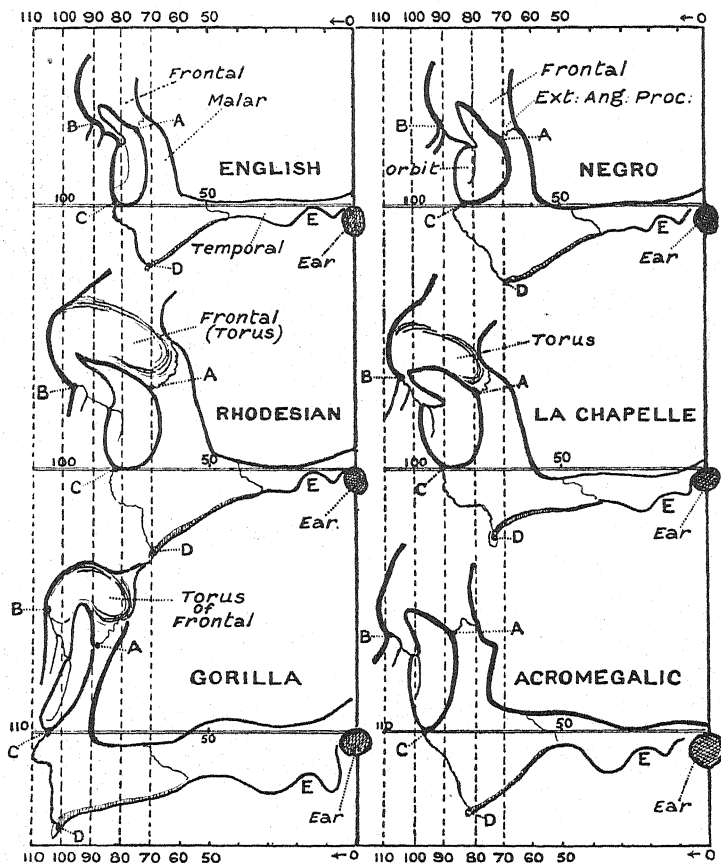 110 100 90 80 70 60 50 ←0
110 100 90 80 70 60 50 ←0
Frontal
Malar
B
A
ENGLISH
100
50
C
Temporal
E
Ear
D
Frontal
Ext: Ang: Proc:
B
A
orbit
NEGRO
100
50
C
E
Ear
D
Frontal
(Torus)
B
A
RHODESIAN
100
50
C
E
Ear
D
Torus
B
A
LA CHAPELLE
100
50
C
E
Ear
D
Torus
of
Frontal
B
A
GORILLA
110
50
C
E
Ear
D
B
A
ACROMEGALIC
110
50
C
E
Ear
D
110 100 90 80 70 60 50 ←0
110 100 90 80 70 60 50 ←0